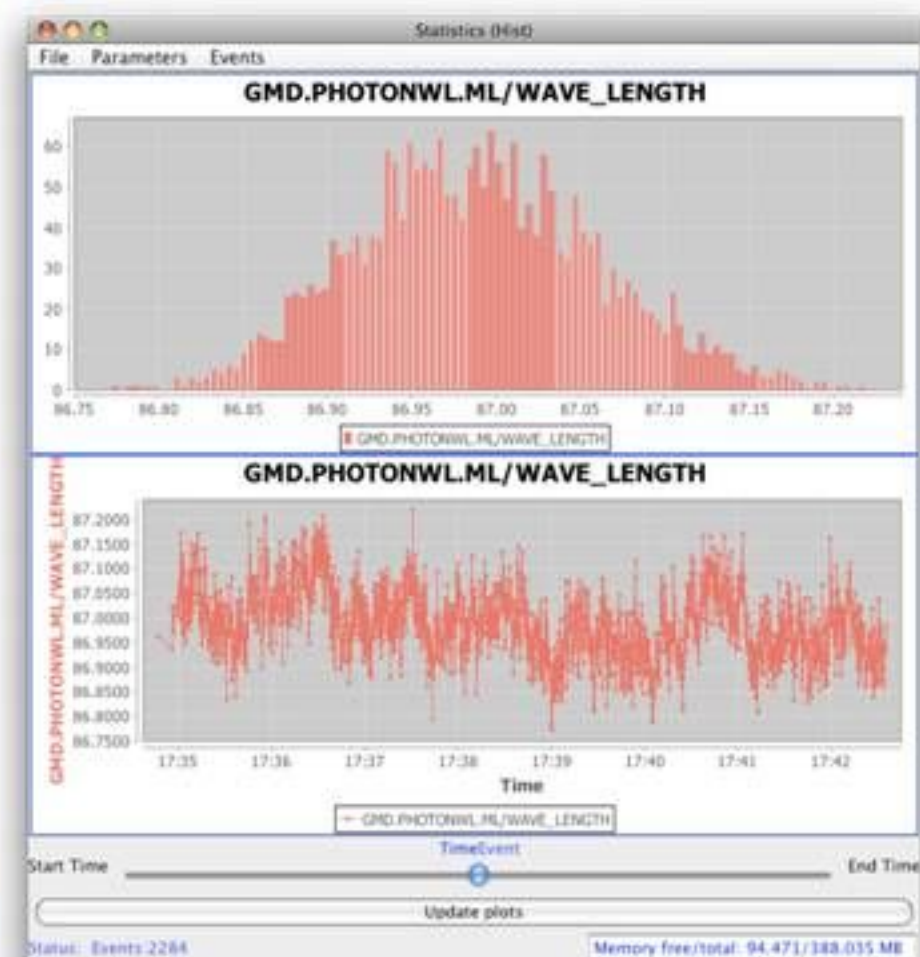 Statistics (Hist)
File Parameters Events
GMD.PHOTONWL.ML/WAVE_LENGTH
60
50
40
30
20
10
0
86.75 86.80 86.85 86.90 86.95 87.00 87.05 87.10 87.15 87.20
GMD.PHOTONWL.ML/WAVE_LENGTH
GMD.PHOTONWL.ML/WAVE_LENGTH
GMD.PHOTONWL.ML/WAVE_LENGTH
87.2000
87.1500
87.1000
87.0500
87.0000
86.9500
86.9000
86.8500
86.8000
86.7500
17:35 17:36 17:37 17:38 17:39 17:40 17:41 17:42
Time
GMD.PHOTONWL.ML/WAVE_LENGTH
TimeEvent
Start Time End Time
Update plots
Status: Events:2284 Memory free/total: 94.471/188.035 MB